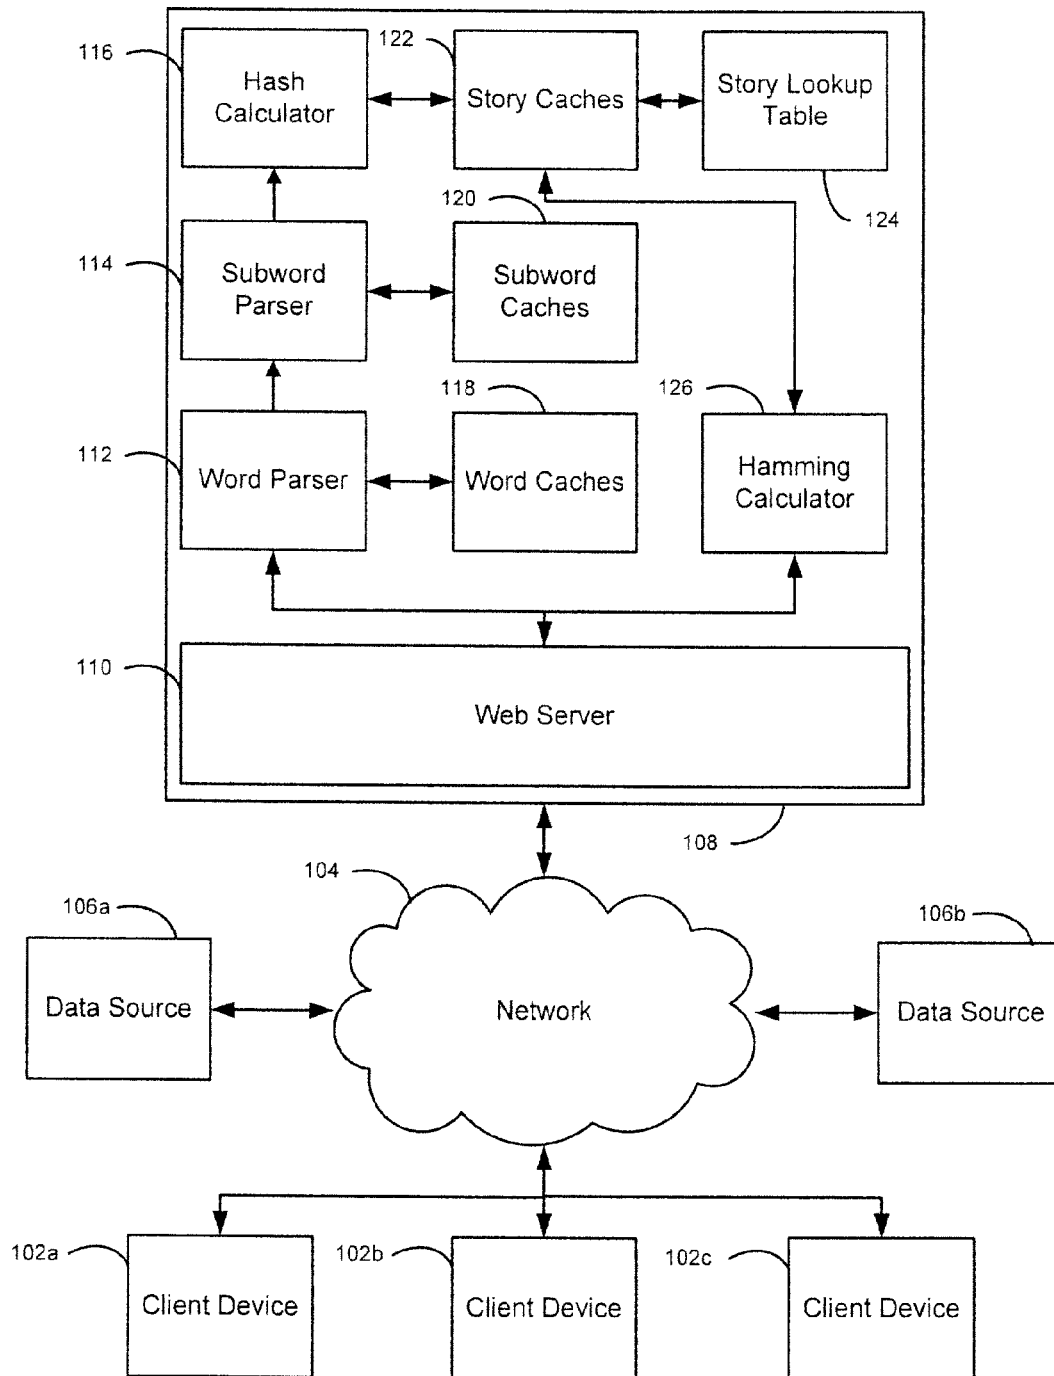 116
Hash
Calculator
122
Story Caches
Story Lookup
Table
124
114
Subword
Parser
120
Subword
Caches
112
Word Parser
118
Word Caches
126
Hamming
Calculator
110
Web Server
108
104
Network
106a
Data Source
106b
Data Source
102a
Client Device
102b
Client Device
102c
Client Device